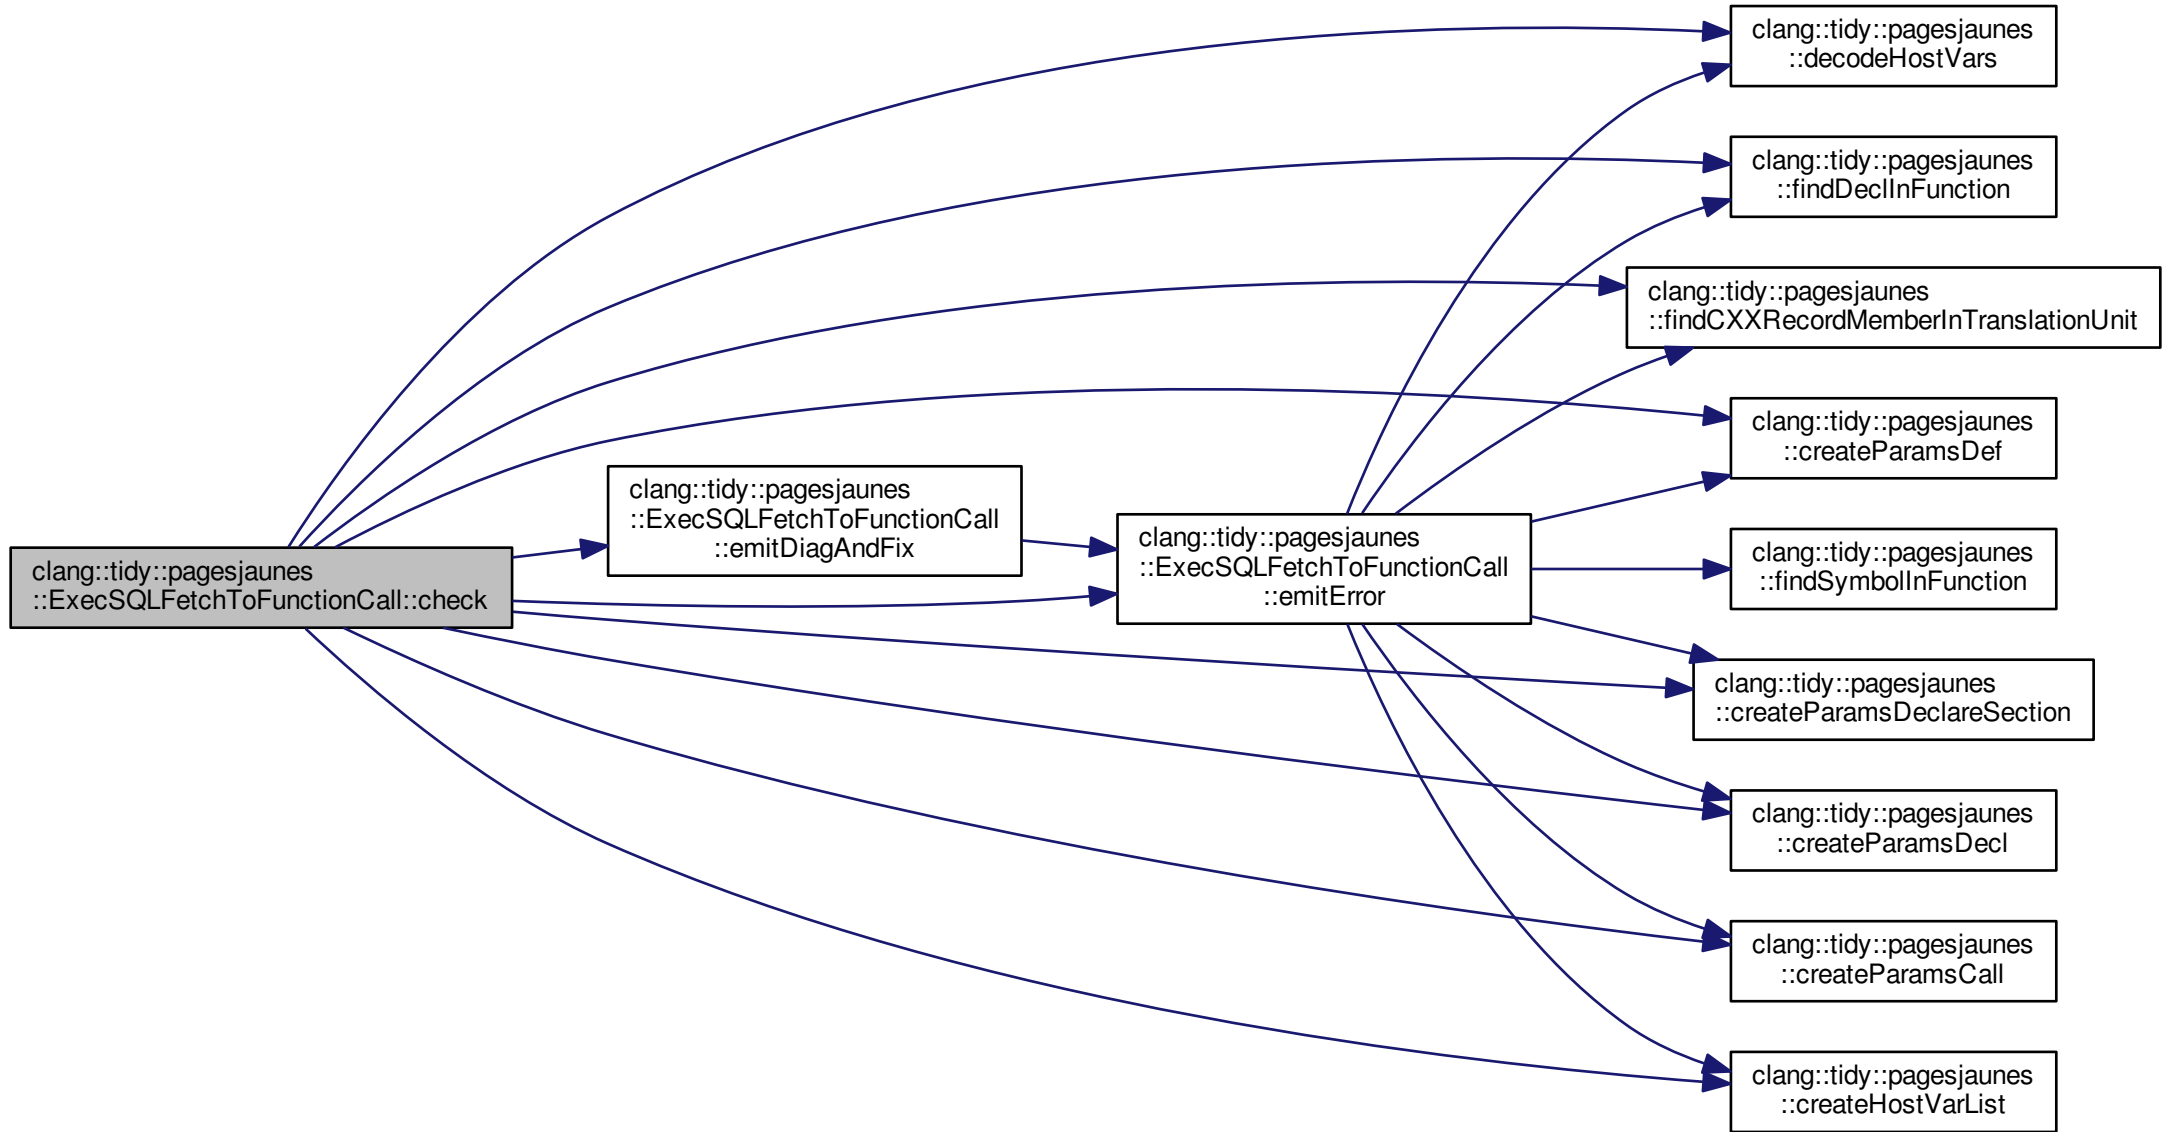 clang::tidy::pagesjaunes
::decodeHostVars
clang::tidy::pagesjaunes
::findDeclInFunction
clang::tidy::pagesjaunes
::findCXXRecordMemberInTranslationUnit
clang::tidy::pagesjaunes
::createParamsDef
clang::tidy::pagesjaunes
::ExecSQLFetchToFunctionCall
::emitDiagAndFix
clang::tidy::pagesjaunes
::ExecSQLFetchToFunctionCall
::emitError
clang::tidy::pagesjaunes
::findSymbolInFunction
clang::tidy::pagesjaunes
::ExecSQLFetchToFunctionCall::check
clang::tidy::pagesjaunes
::createParamsDeclareSection
clang::tidy::pagesjaunes
::createParamsDecl
clang::tidy::pagesjaunes
::createParamsCall
clang::tidy::pagesjaunes
::createHostVarList